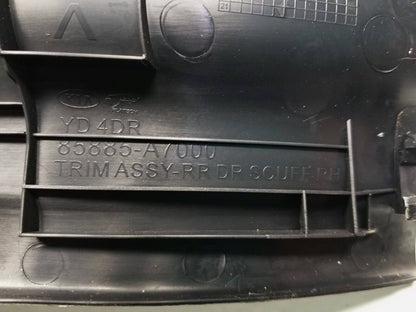 YD 4DR
85885-A7000
TRIM ASSY-RR DR SCUFF, RH